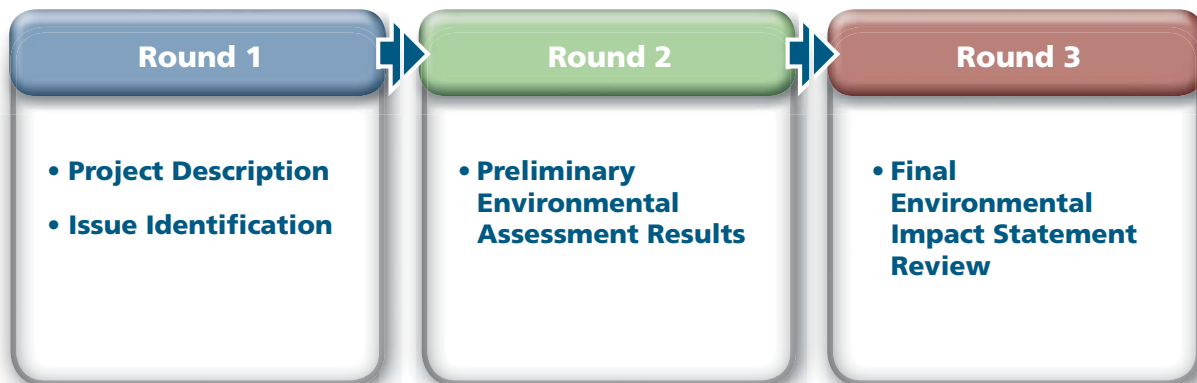 Round 1
• Project Description
• Issue Identification
Round 2
• Preliminary
Environmental
Assessment Results
Round 3
• Final
Environmental
Impact Statement
Review